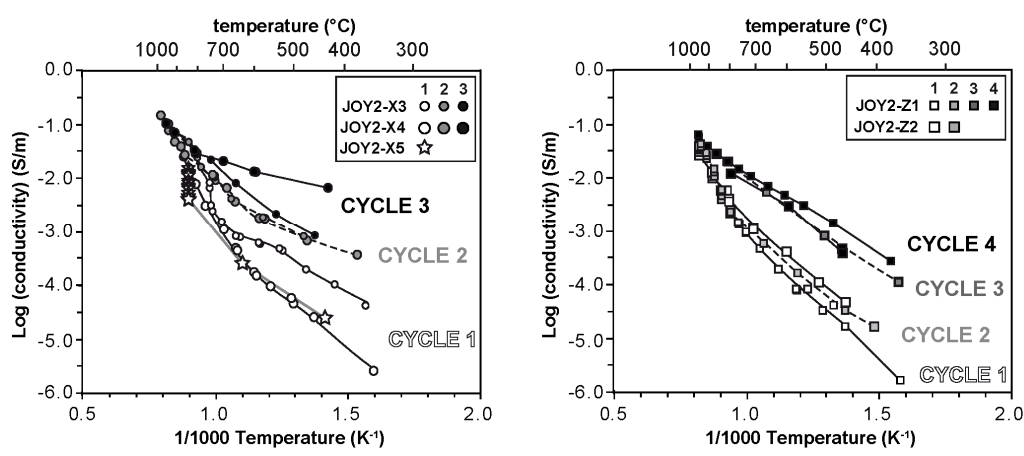 temperature (°C)
1000 700 500 400 300
0.0
-1.0
-2.0
-3.0
-4.0
-5.0
-6.0
Log (conductivity) (S/m)
1 2 3
JOY2-X3
JOY2-X4
JOY2-X5
CYCLE 3
CYCLE 2
CYCLE 1
0.5 1.0 1.5 2.0
1/1000 Temperature (K-1)
temperature (°C)
1000 700 500 400 300
0.0
-1.0
-2.0
-3.0
-4.0
-5.0
-6.0
Log (conductivity) (S/m)
1 2 3 4
JOY2-Z1
JOY2-Z2
CYCLE 4
CYCLE 3
CYCLE 2
CYCLE 1
0.5 1.0 1.5 2.0
1/1000 Temperature (K-1)